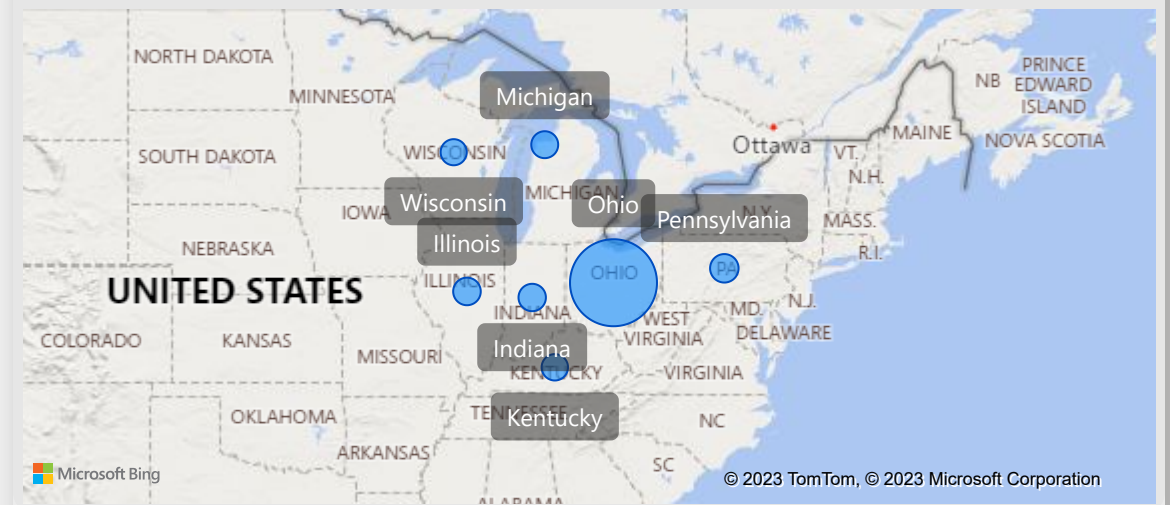 NORTH DAKOTA
MINNESOTA
Michigan
NB
PRINCE
EDWARD
ISLAND
MAINE
NOVA SCOTIA
Ottawa
SOUTH DAKOTA
WISCONSIN
VT.
N.H.
MICHIGAN
IOWA
Wisconsin
Ohio
N.Y.
Pennsylvania
MASS.
NEBRASKA
Illinois
R.I.
UNITED STATES
ILLINOIS
OHIO
PA
INDIANA
MD.
N.J.
WEST
VIRGINIA
DELAWARE
COLORADO
KANSAS
MISSOURI
Indiana
KENTUCKY
VIRGINIA
OKLAHOMA
TENNESSEE
Kentucky
NC
ARKANSAS
SC
Microsoft Bing
© 2023 TomTom, © 2023 Microsoft Corporation
ALABAMA